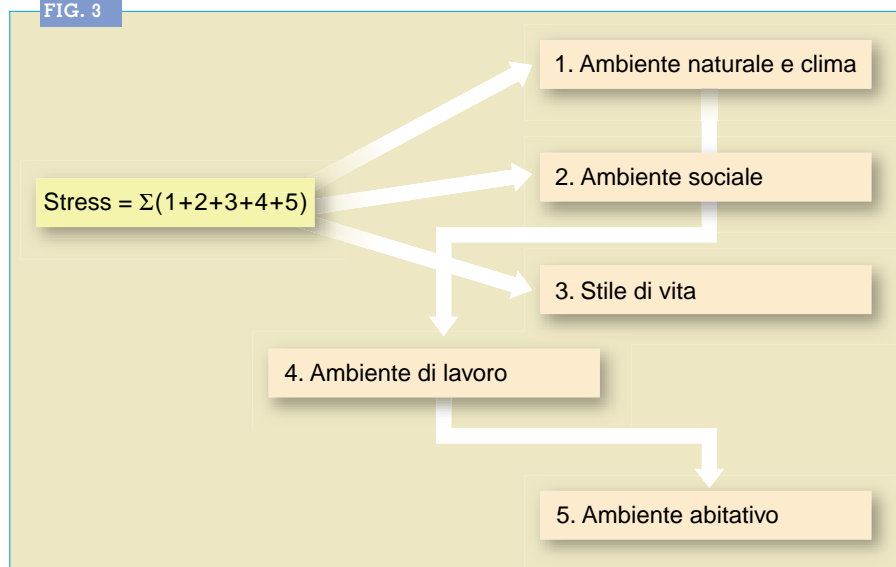 FIG. 3
1. Ambiente naturale e clima
2. Ambiente sociale
Stress = Σ(1+2+3+4+5)
3. Stile di vita
4. Ambiente di lavoro
5. Ambiente abitativo